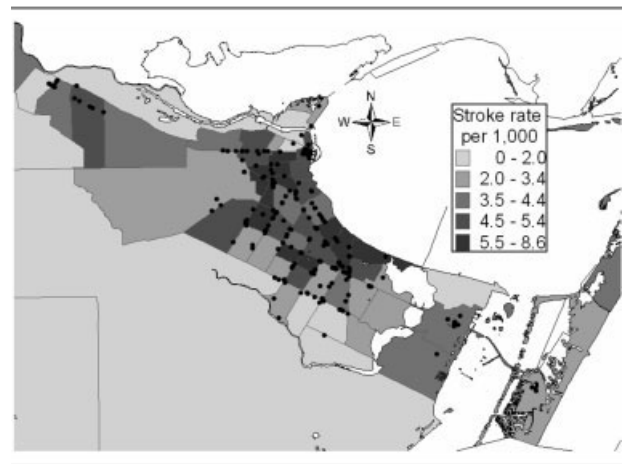 N
W E
S
Stroke rate
per 1,000
0 - 2.0
2.0 - 3.4
3.5 - 4.4
4.5 - 5.4
5.5 - 8.6